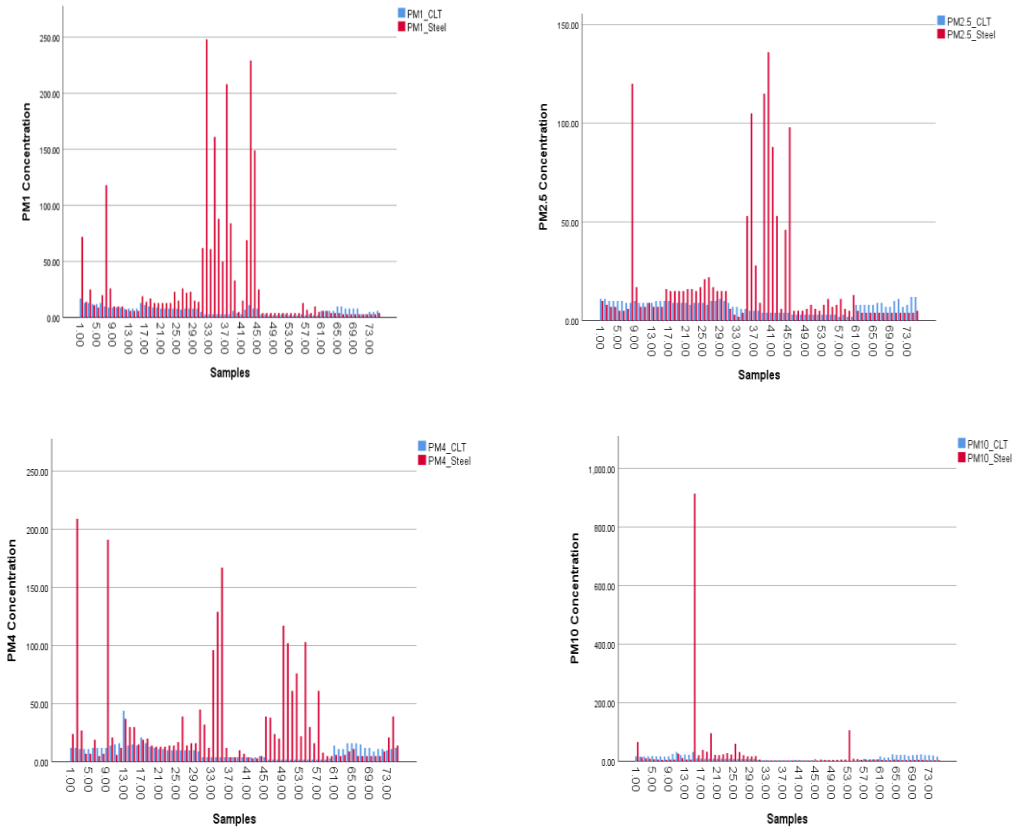 PM1_CLT
PM1_Steel
250.00
200.00
150.00
100.00
50.00
0.00
PM1 Concentration
1.00 5.00 9.00 13.00 17.00 21.00 25.00 29.00 33.00 37.00 41.00 45.00 49.00 53.00 57.00 61.00 65.00 69.00 73.00
Samples
PM2.5_CLT
PM2.5_Steel
150.00
100.00
50.00
0.00
PM2.5 Concentration
1.00 5.00 9.00 13.00 17.00 21.00 25.00 29.00 33.00 37.00 41.00 45.00 49.00 53.00 57.00 61.00 65.00 69.00 73.00
Samples
PM4_CLT
PM4_Steel
250.00
200.00
150.00
100.00
50.00
0.00
PM4 Concentration
1.00 5.00 9.00 13.00 17.00 21.00 25.00 29.00 33.00 37.00 41.00 45.00 49.00 53.00 57.00 61.00 65.00 69.00 73.00
Samples
PM10_CLT
PM10_Steel
1,000.00
800.00
600.00
400.00
200.00
0.00
PM10 Concentration
1.00 5.00 9.00 13.00 17.00 21.00 25.00 29.00 33.00 37.00 41.00 45.00 49.00 53.00 57.00 61.00 65.00 69.00 73.00
Samples